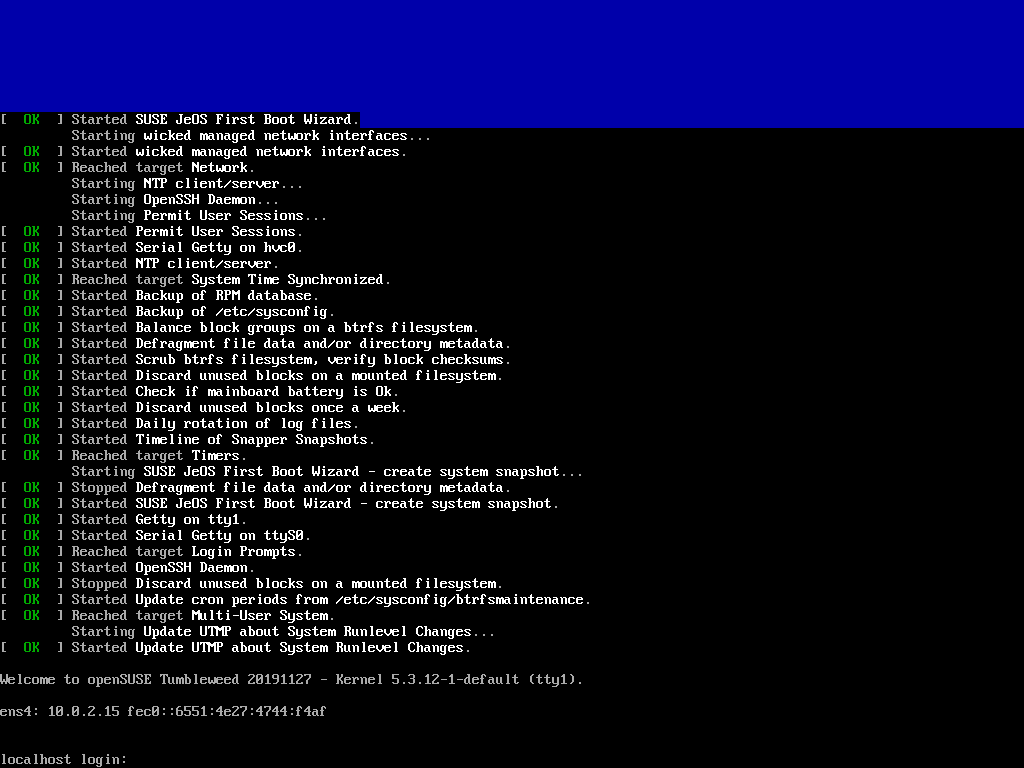 [  OK  ] Started SUSE JeOS First Boot Wizard.
         Starting wicked managed network interfaces...
[  OK  ] Started wicked managed network interfaces.
[  OK  ] Reached target Network.
         Starting NTP client/server...
         Starting OpenSSH Daemon...
         Starting Permit User Sessions...
[  OK  ] Started Permit User Sessions.
[  OK  ] Started Serial Getty on hvc0.
[  OK  ] Started NTP client/server.
[  OK  ] Reached target System Time Synchronized.
[  OK  ] Started Backup of RPM database.
[  OK  ] Started Backup of /etc/sysconfig.
[  OK  ] Started Balance block groups on a btrfs filesystem.
[  OK  ] Started Defragment file data and/or directory metadata.
[  OK  ] Started Scrub btrfs filesystem, verify block checksums.
[  OK  ] Started Discard unused blocks on a mounted filesystem.
[  OK  ] Started Check if mainboard battery is Ok.
[  OK  ] Started Discard unused blocks once a week.
[  OK  ] Started Daily rotation of log files.
[  OK  ] Started Timeline of Snapper Snapshots.
[  OK  ] Reached target Timers.
         Starting SUSE JeOS First Boot Wizard - create system snapshot...
[  OK  ] Stopped Defragment file data and/or directory metadata.
[  OK  ] Started SUSE JeOS First Boot Wizard - create system snapshot.
[  OK  ] Started Getty on tty1.
[  OK  ] Started Serial Getty on ttyS0.
[  OK  ] Reached target Login Prompts.
[  OK  ] Started OpenSSH Daemon.
[  OK  ] Stopped Discard unused blocks on a mounted filesystem.
[  OK  ] Started Update cron periods from /etc/sysconfig/btrfsmaintenance.
[  OK  ] Reached target Multi-User System.
         Starting Update UTMP about System Runlevel Changes...
[  OK  ] Started Update UTMP about System Runlevel Changes.
Welcome to openSUSE Tumbleweed 20191127 - Kernel 5.3.12-1-default (tty1).
ens4: 10.0.2.15 fec0::6551:4e27:4744:f4af
localhost login: